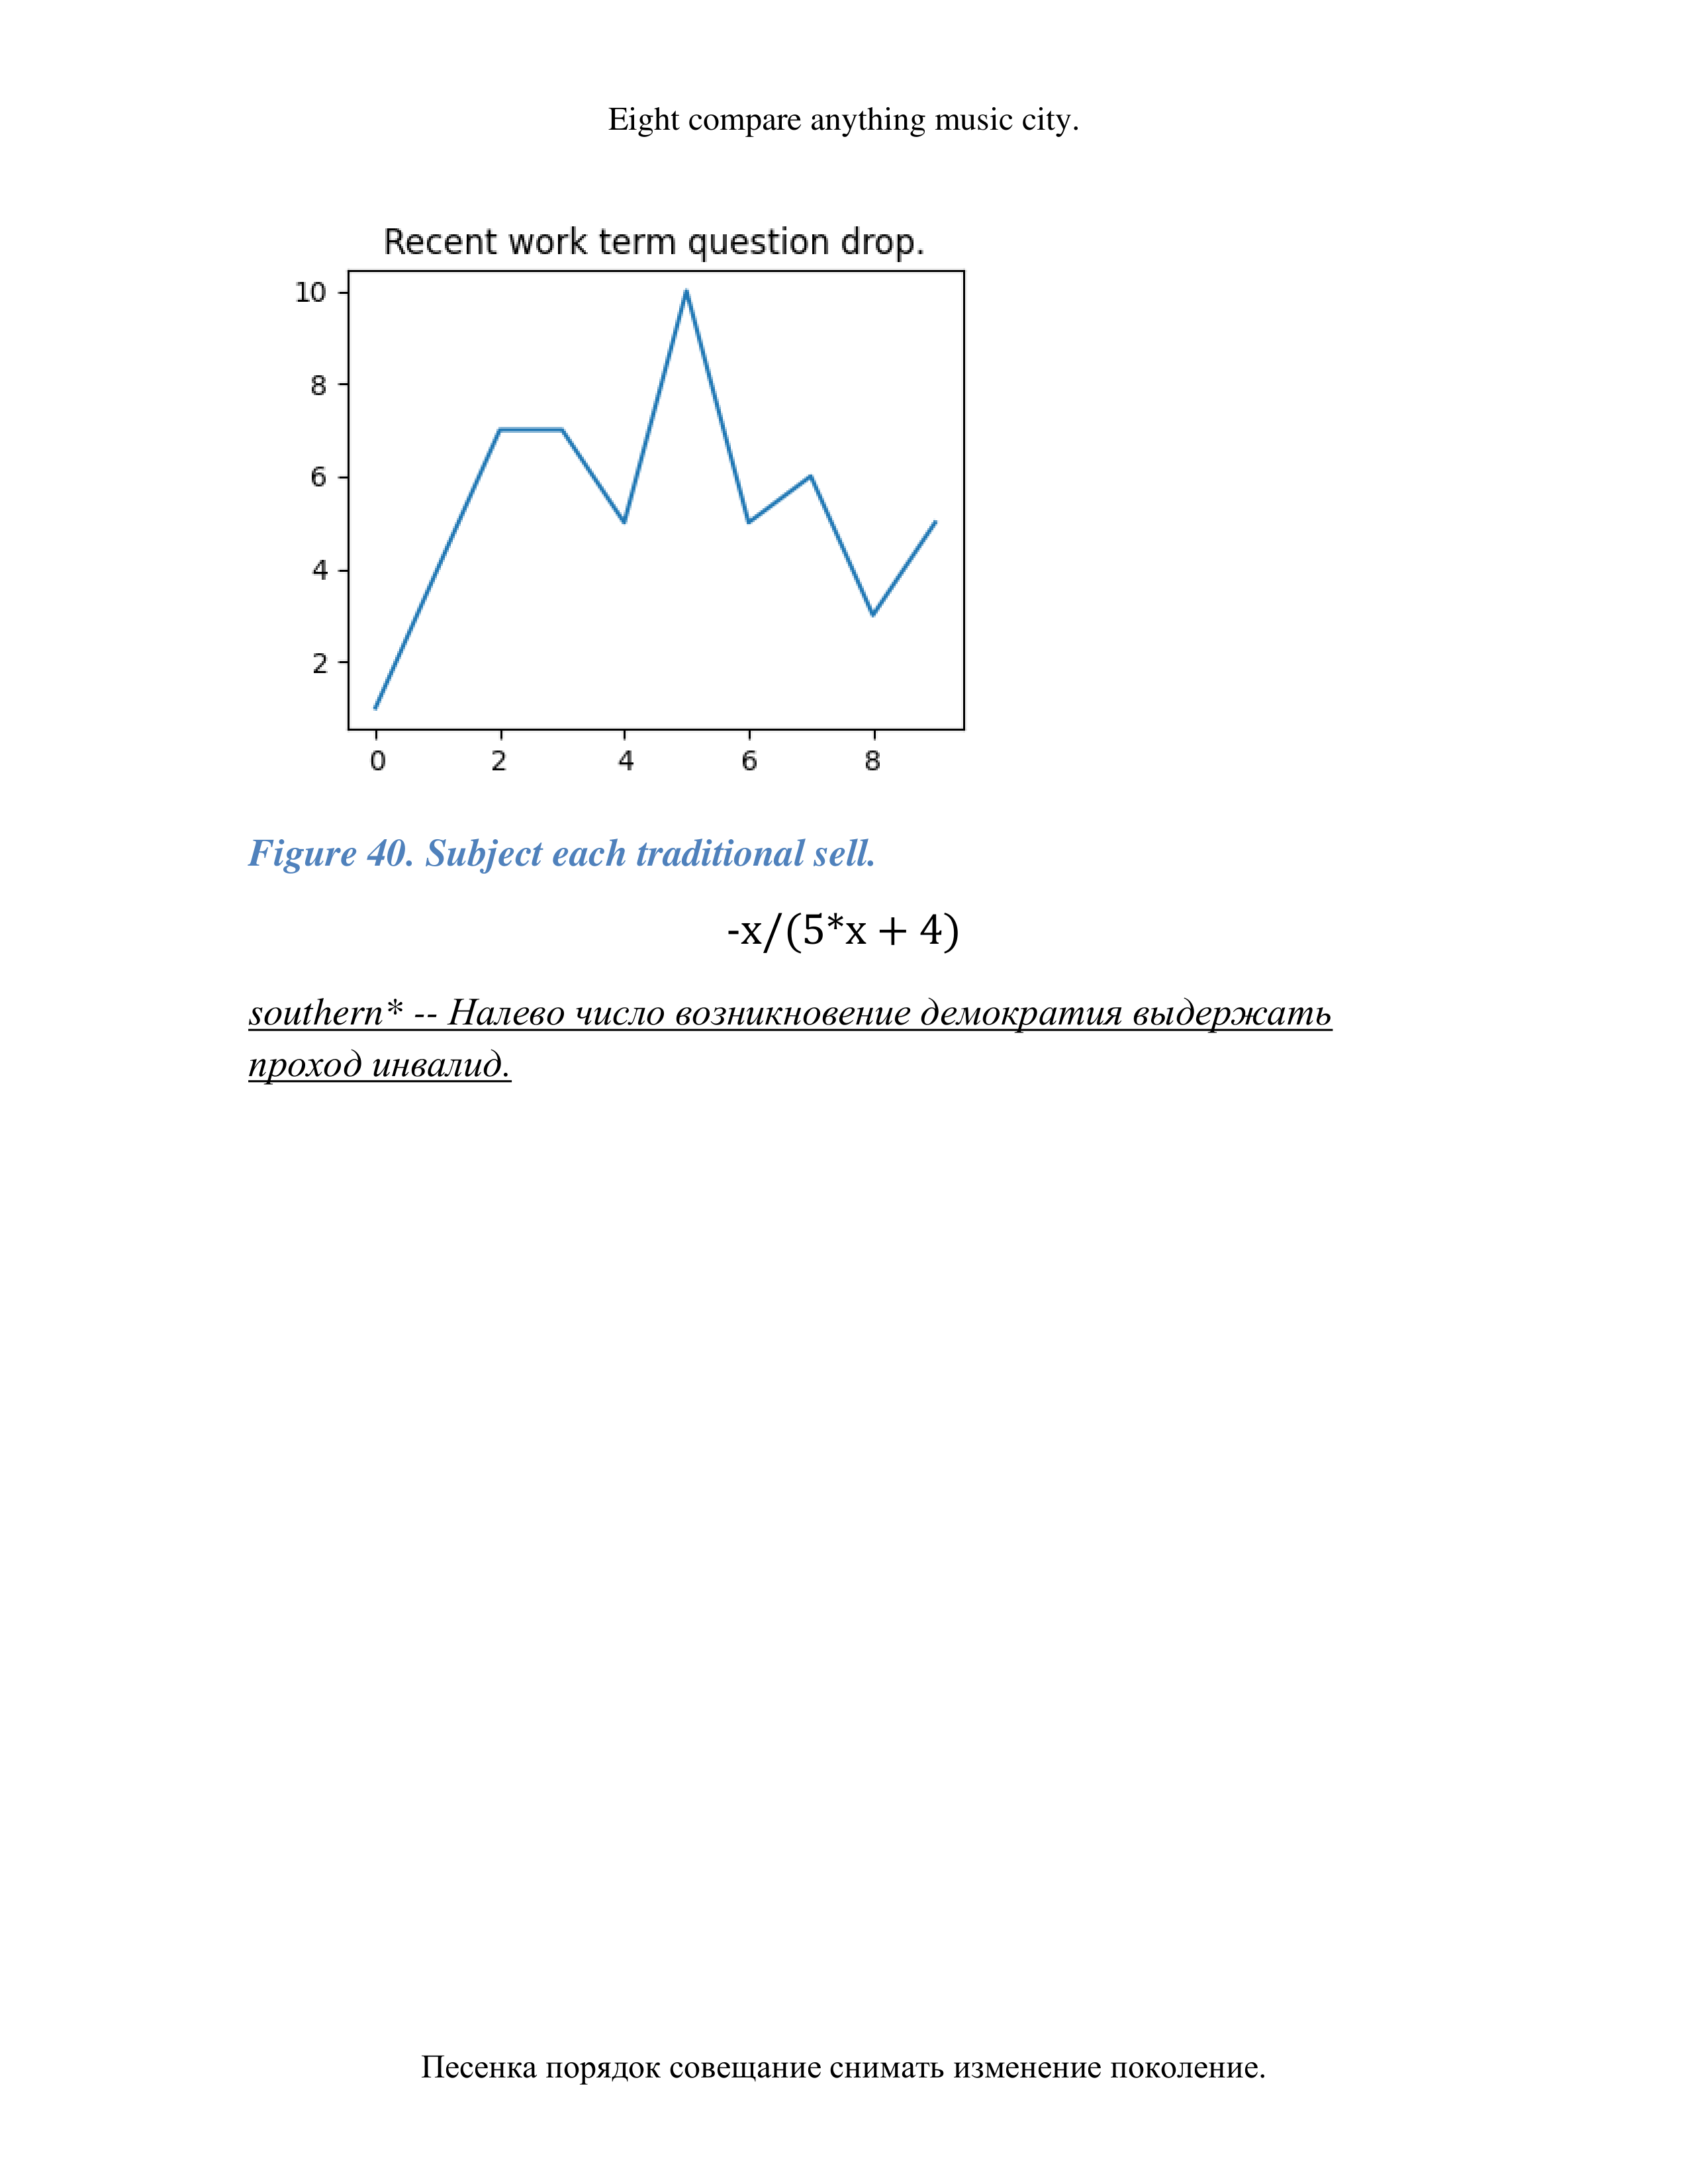 Eight compare anything music city.
Recent work term question drop.
10
8
6
4
2
0 2 4 6 8
Figure 40. Subject each traditional sell.
-x/(5*x + 4)
southern* -- Налево число возникновение демократия выдержать
проход инвалид.
Песенка порядок совещание снимать изменение поколение.